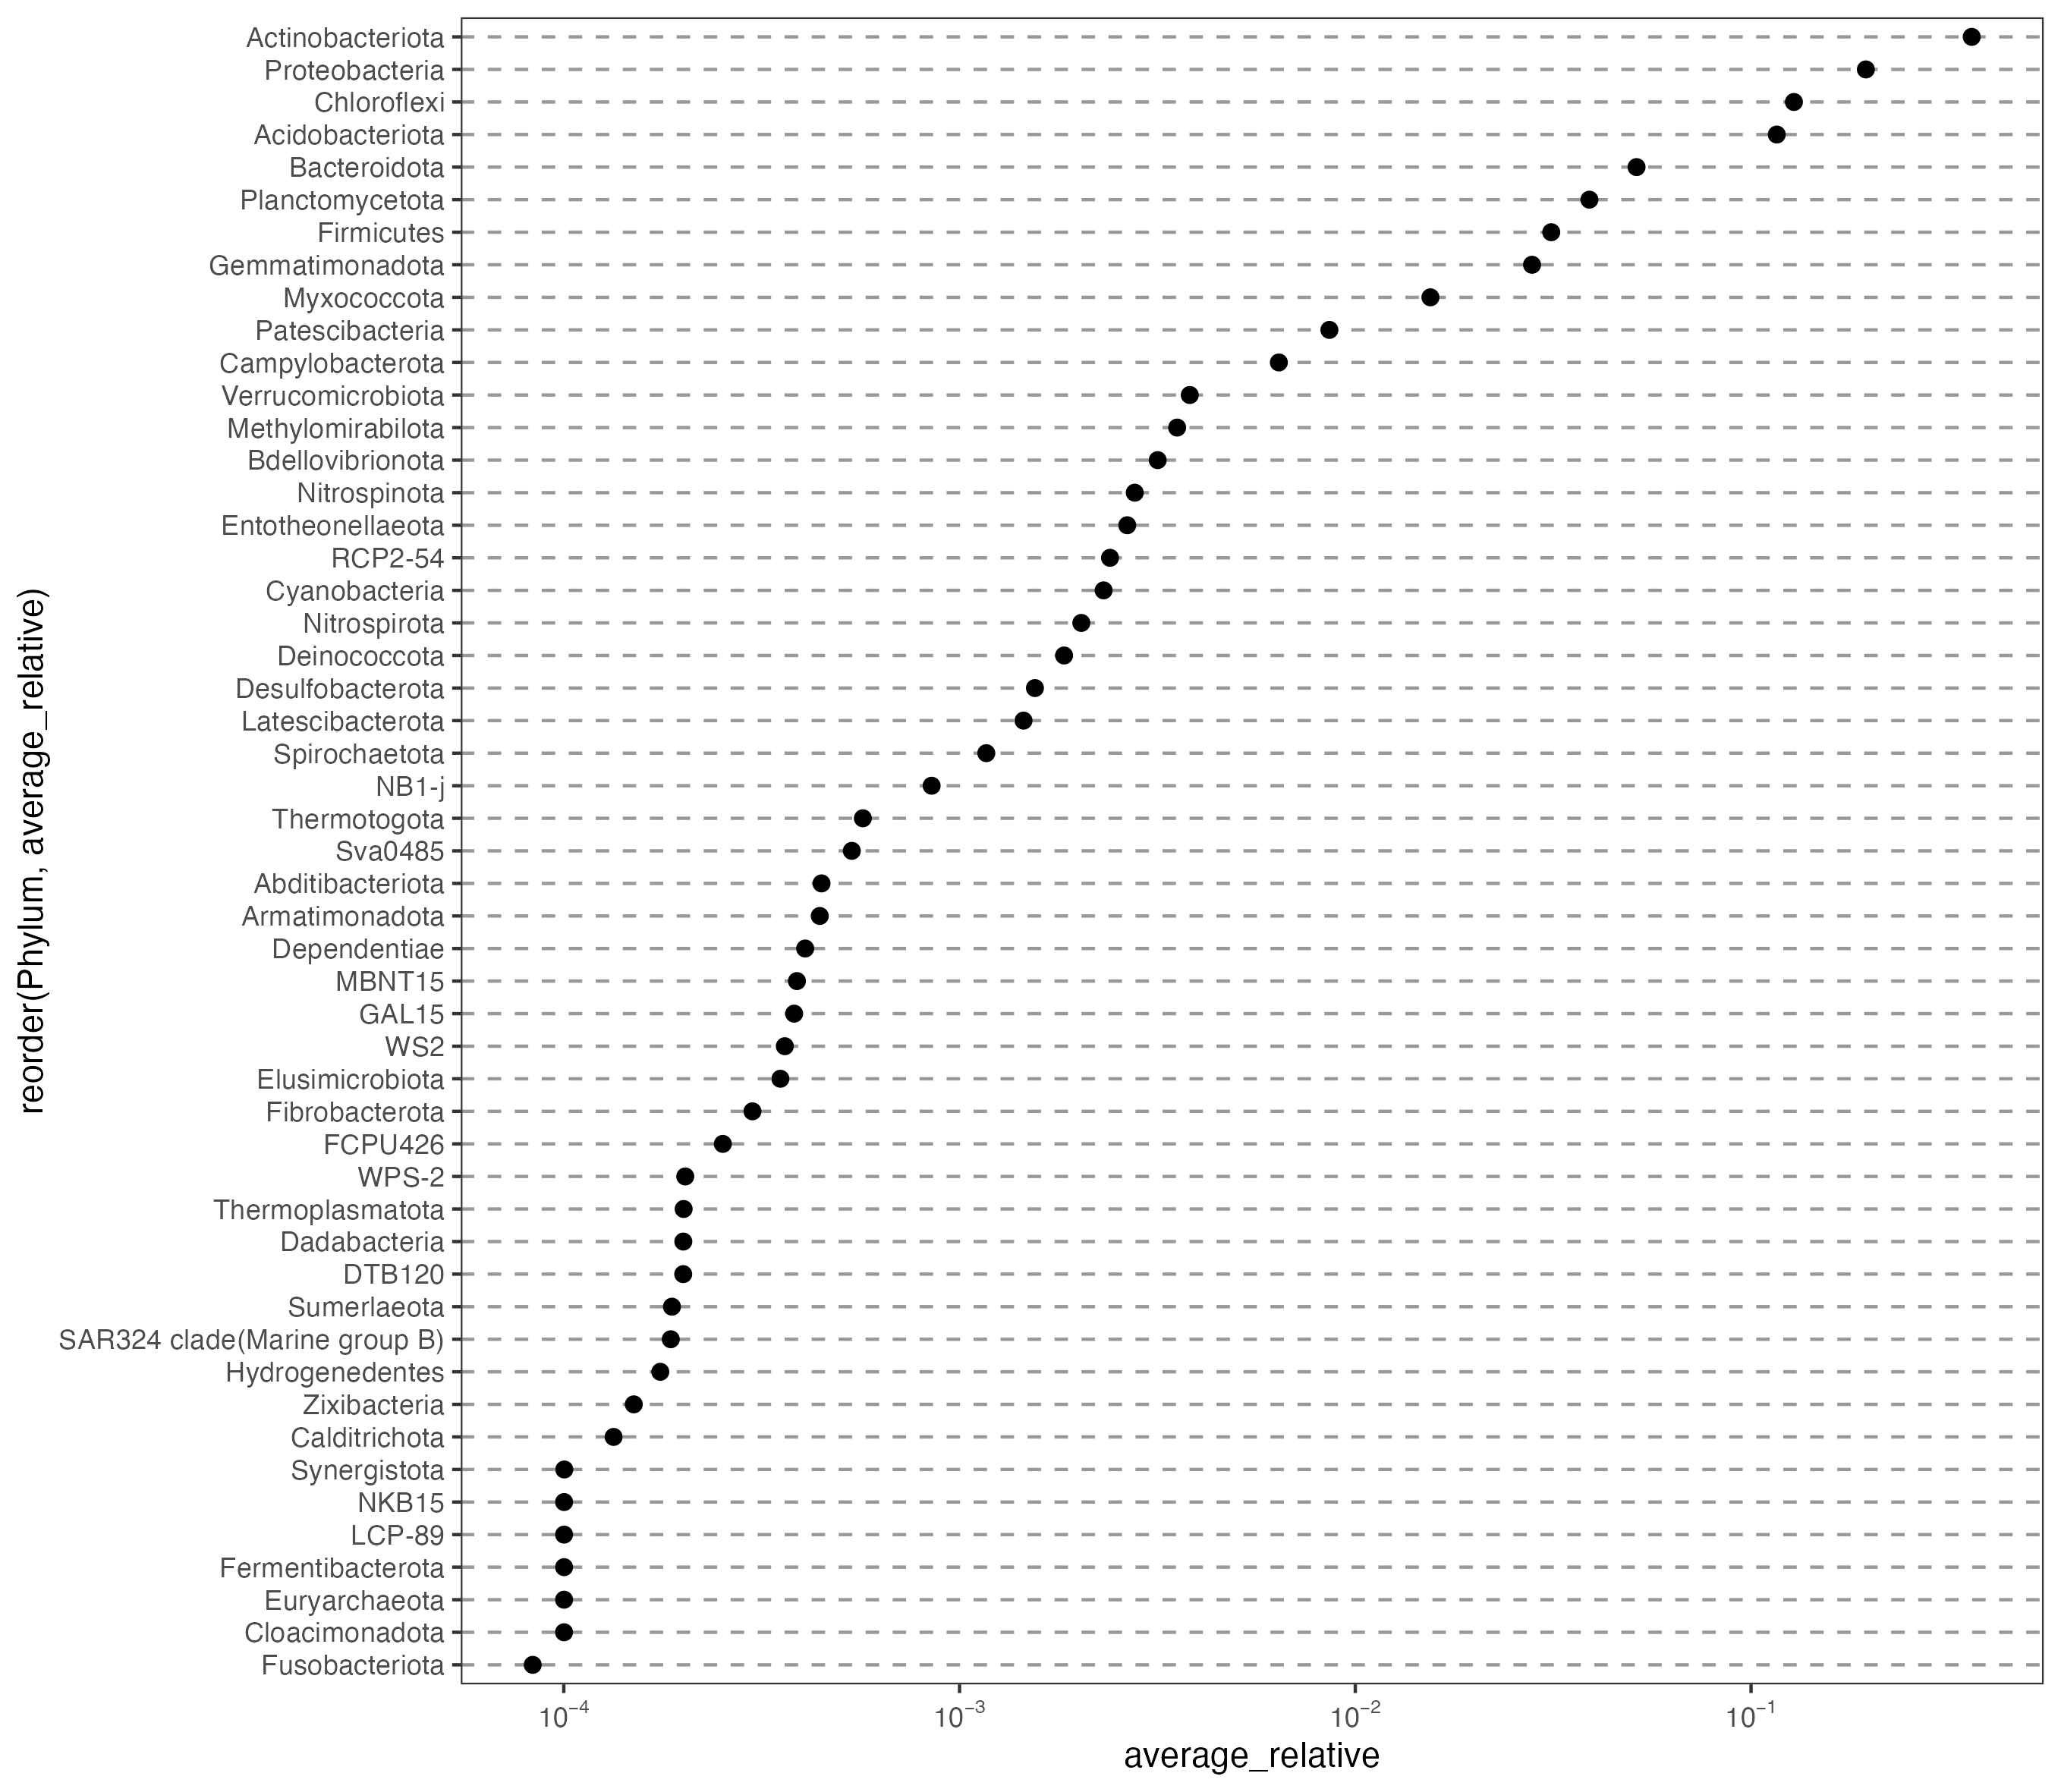 Actinobacteriota
Proteobacteria
Chloroflexi
Acidobacteriota
Bacteroidota
Planctomycetota
Firmicutes
Gemmatimonadota
Myxococcota
Patescibacteria
Campylobacterota
Verrucomicrobiota
Methylomirabilota
Bdellovibrionota
Nitrospinota
Entotheonellaeota
RCP2-54
Cyanobacteria
Nitrospirota
Deinococcota
Desulfobacterota
Latescibacterota
Spirochaetota
NB1-j
Thermotogota
Sva0485
Abditibacteriota
Armatimonadota
Dependentiae
MBNT15
GAL15
WS2
Elusimicrobiota
Fibrobacterota
FCPU426
WPS-2
Thermoplasmatota
Dadabacteria
DTB120
Sumerlaeota
SAR324 clade(Marine group B)
Hydrogenedentes
Zixibacteria
Calditrichota
Synergistota
NKB15
LCP-89
Fermentibacterota
Euryarchaeota
Cloacimonadota
Fusobacteriota
reorder(Phylum, average_relative)
10⁻⁴ 10⁻³ 10⁻² 10⁻¹
average_relative